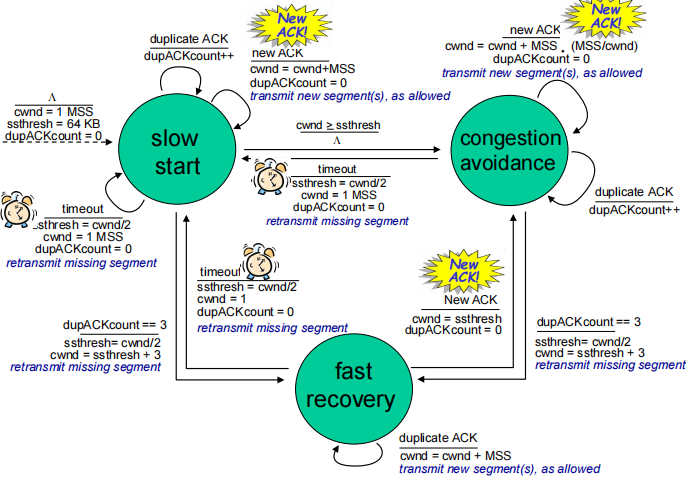 New
ACK!
duplicate ACK
dupACKcount++
new ACK
cwnd = cwnd+MSS
dupACKcount = 0
transmit new segment(s), as allowed
New
ACK!
new ACK
cwnd = cwnd + MSS . (MSS/cwnd)
dupACKcount = 0
transmit new segment(s), as allowed
Λ
cwnd = 1 MSS
ssthresh = 64 KB
dupACKcount = 0
slow
start
cwnd ≥ ssthresh
Λ
congestion
avoidance
timeout
ssthresh = cwnd/2
cwnd = 1 MSS
dupACKcount = 0
retransmit missing segment
duplicate ACK
dupACKcount++
timeout
ssthresh = cwnd/2
cwnd = 1 MSS
dupACKcount = 0
retransmit missing segment
timeout
ssthresh = cwnd/2
cwnd = 1
dupACKcount = 0
retransmit missing segment
New
ACK!
New ACK
cwnd = ssthresh
dupACKcount = 0
dupACKcount == 3
ssthresh= cwnd/2
cwnd = ssthresh + 3
retransmit missing segment
dupACKcount == 3
ssthresh= cwnd/2
cwnd = ssthresh + 3
retransmit missing segment
fast
recovery
duplicate ACK
cwnd = cwnd + MSS
transmit new segment(s), as allowed